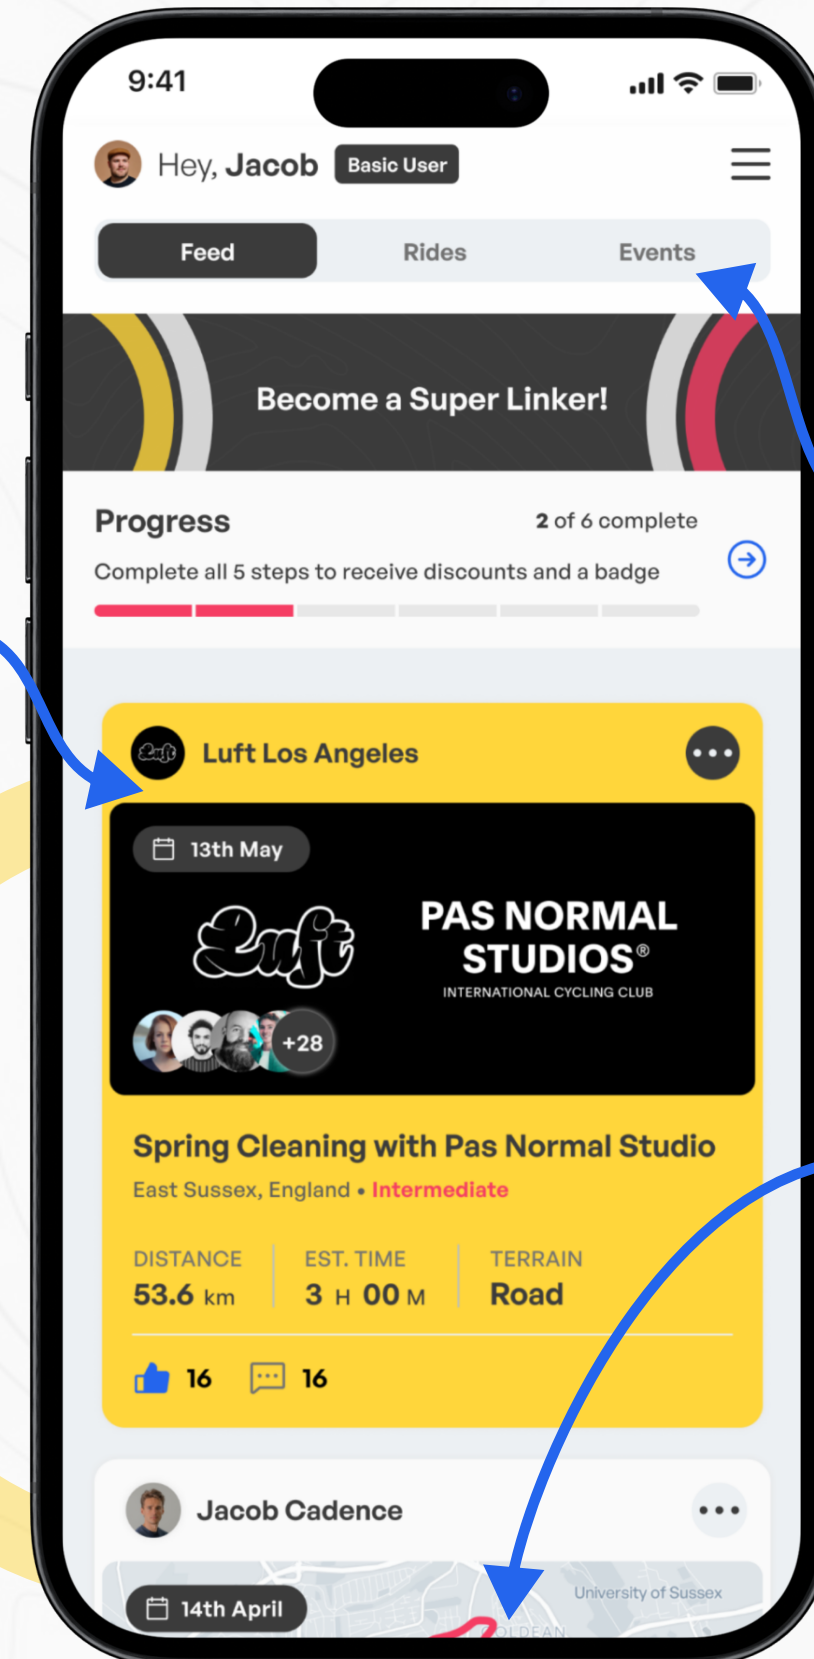 9:41
Hey, Jacob Basic User
Feed Rides Events
Become a Super Linker!
Progress
2 of 6 complete
Complete all 5 steps to receive discounts and a badge
Luft
Luft Los Angeles
13th May
Luft
PAS NORMAL
STUDIOS®
INTERNATIONAL CYCLING CLUB
+28
Spring Cleaning with Pas Normal Studio
East Sussex, England • Intermediate
DISTANCE EST. TIME TERRAIN
53.6 km 3 H 00 M Road
16 16
Jacob Cadence
14th April
University of Sussex